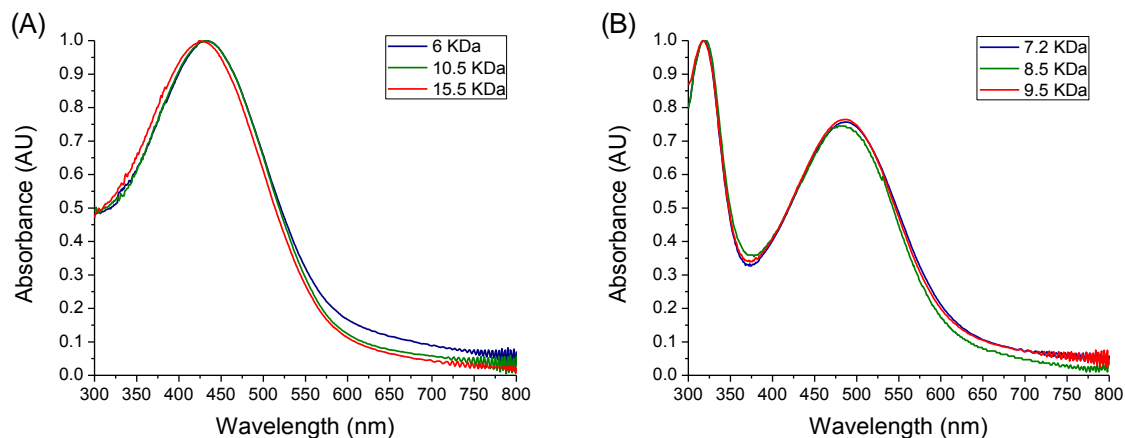 (A)
Absorbance (AU)
1.0
0.9
0.8
0.7
0.6
0.5
0.4
0.3
0.2
0.1
0.0
6 KDa
10.5 KDa
15.5 KDa
300 350 400 450 500 550 600 650 700 750 800
Wavelength (nm)
(B)
Absorbance (AU)
1.0
0.9
0.8
0.7
0.6
0.5
0.4
0.3
0.2
0.1
0.0
7.2 KDa
8.5 KDa
9.5 KDa
300 350 400 450 500 550 600 650 700 750 800
Wavelength (nm)